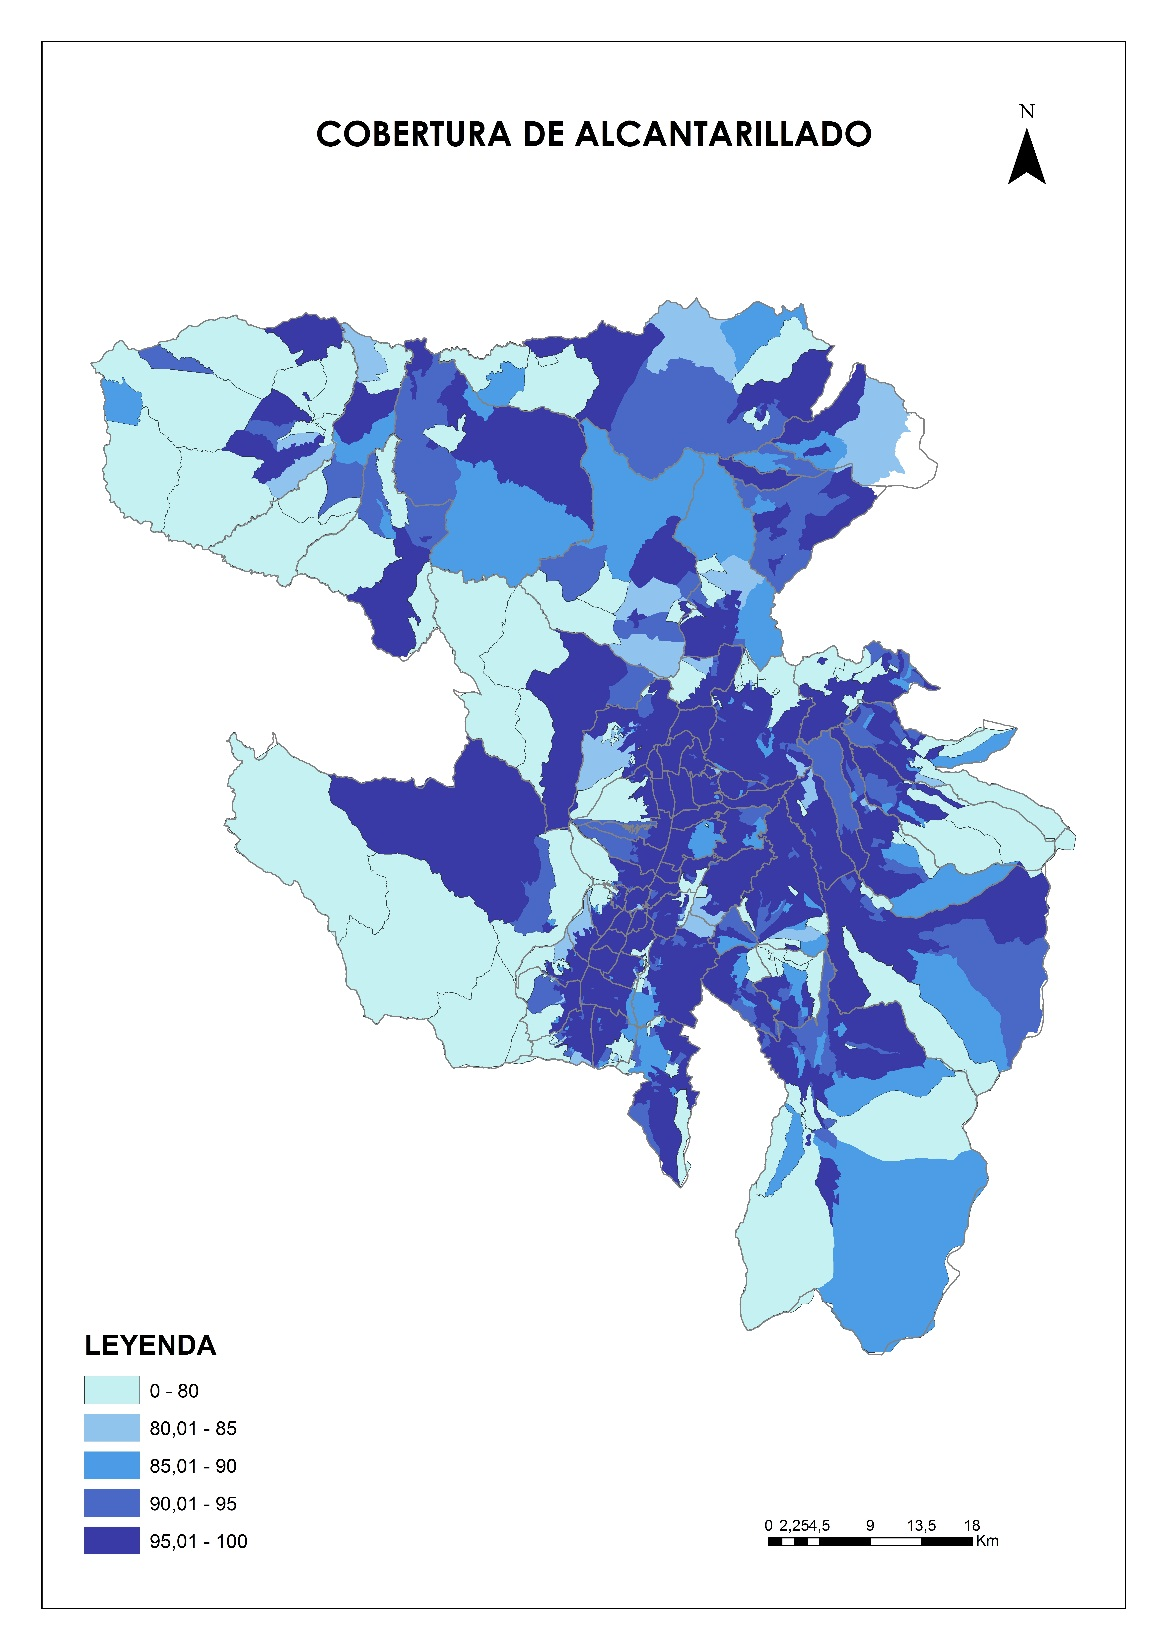 N
COBERTURA DE ALCANTARILLADO
LEYENDA
0 - 80
80,01 - 85
85,01 - 90
90,01 - 95
95,01 - 100
0 2,254,5 9 13,5 18
Km